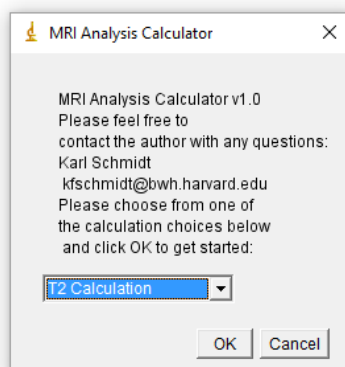 MRI Analysis Calculator
MRI Analysis Calculator v1.0
Please feel free to
contact the author with any questions:
Karl Schmidt
kfschmidt@bwh.harvard.edu
Please choose from one of
the calculation choices below
and click OK to get started:
T2 Calculation
OK Cancel